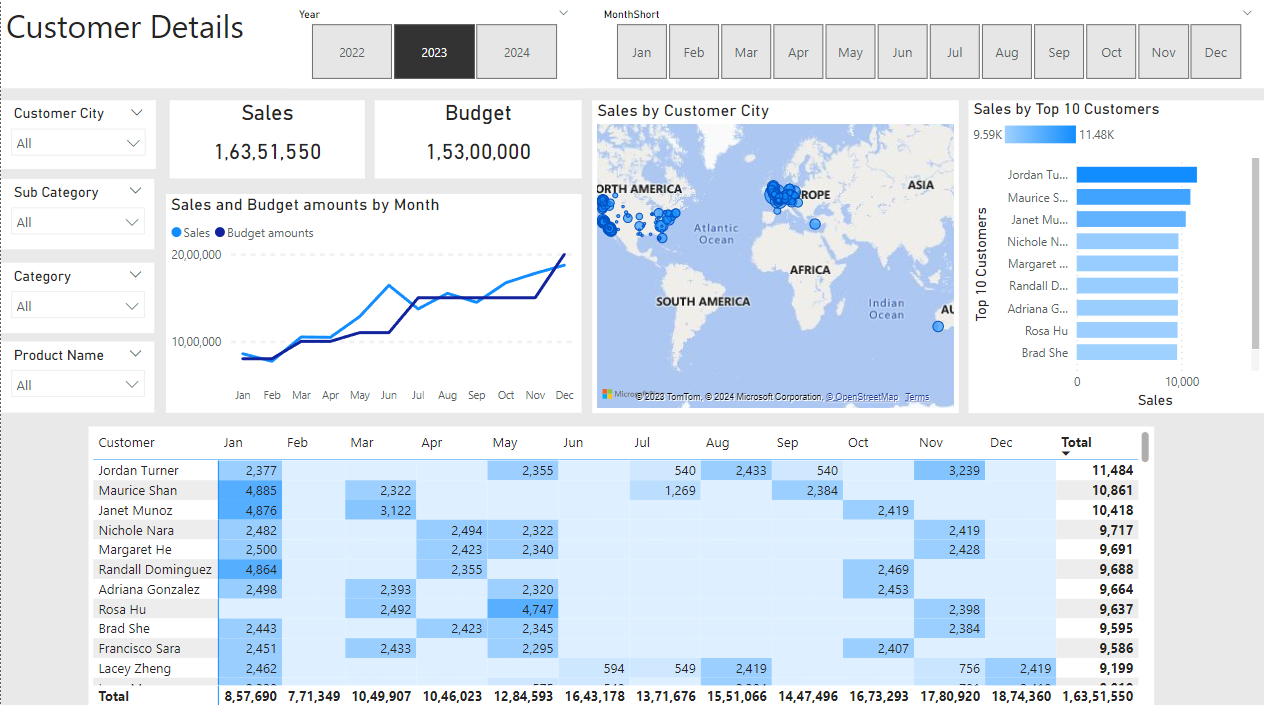 Customer Details
Year
2022 2023 2024
MonthShort
Jan Feb Mar Apr May Jun Jul Aug Sep Oct Nov Dec
Customer City
All
Sub Category
All
Category
All
Product Name
All
Sales
1,63,51,550
Budget
1,53,00,000
Sales and Budget amounts by Month
Sales Budget amounts
20,00,000
10,00,000
Jan Feb Mar Apr May Jun Jul Aug Sep Oct Nov Dec
Sales by Customer City
ORTH AMERICA
ROPE
ASIA
Atlantic
Ocean
AFRICA
SOUTH AMERICA
Indian
Ocean
AU
© 2023 TomTom, © 2024 Microsoft Corporation, © OpenStreetMap Terms
Sales by Top 10 Customers
9.59K 11.48K
Top 10 Customers
Jordan Tu...
Maurice S...
Janet Mu...
Nichole N...
Margaret ...
Randall D...
Adriana G...
Rosa Hu
Brad She
0 10,000
Sales
Customer Jan Feb Mar Apr May Jun Jul Aug Sep Oct Nov Dec Total
Jordan Turner 2,377 2,355 540 2,433 540 3,239 11,484
Maurice Shan 4,885 2,322 1,269 2,384 10,861
Janet Munoz 4,876 3,122 2,419 10,418
Nichole Nara 2,482 2,494 2,322 2,419 9,717
Margaret He 2,500 2,423 2,340 2,428 9,691
Randall Dominguez 4,864 2,355 2,469 9,688
Adriana Gonzalez 2,498 2,393 2,320 2,453 9,664
Rosa Hu 2,492 4,747 2,398 9,637
Brad She 2,443 2,423 2,345 2,384 9,595
Francisco Sara 2,451 2,433 2,295 2,407 9,586
Lacey Zheng 2,462 594 549 2,419 756 2,419 9,199
Total 8,57,690 7,71,349 10,49,907 10,46,023 12,84,593 16,43,178 13,71,676 15,51,066 14,47,496 16,73,293 17,80,920 18,74,360 1,63,51,550